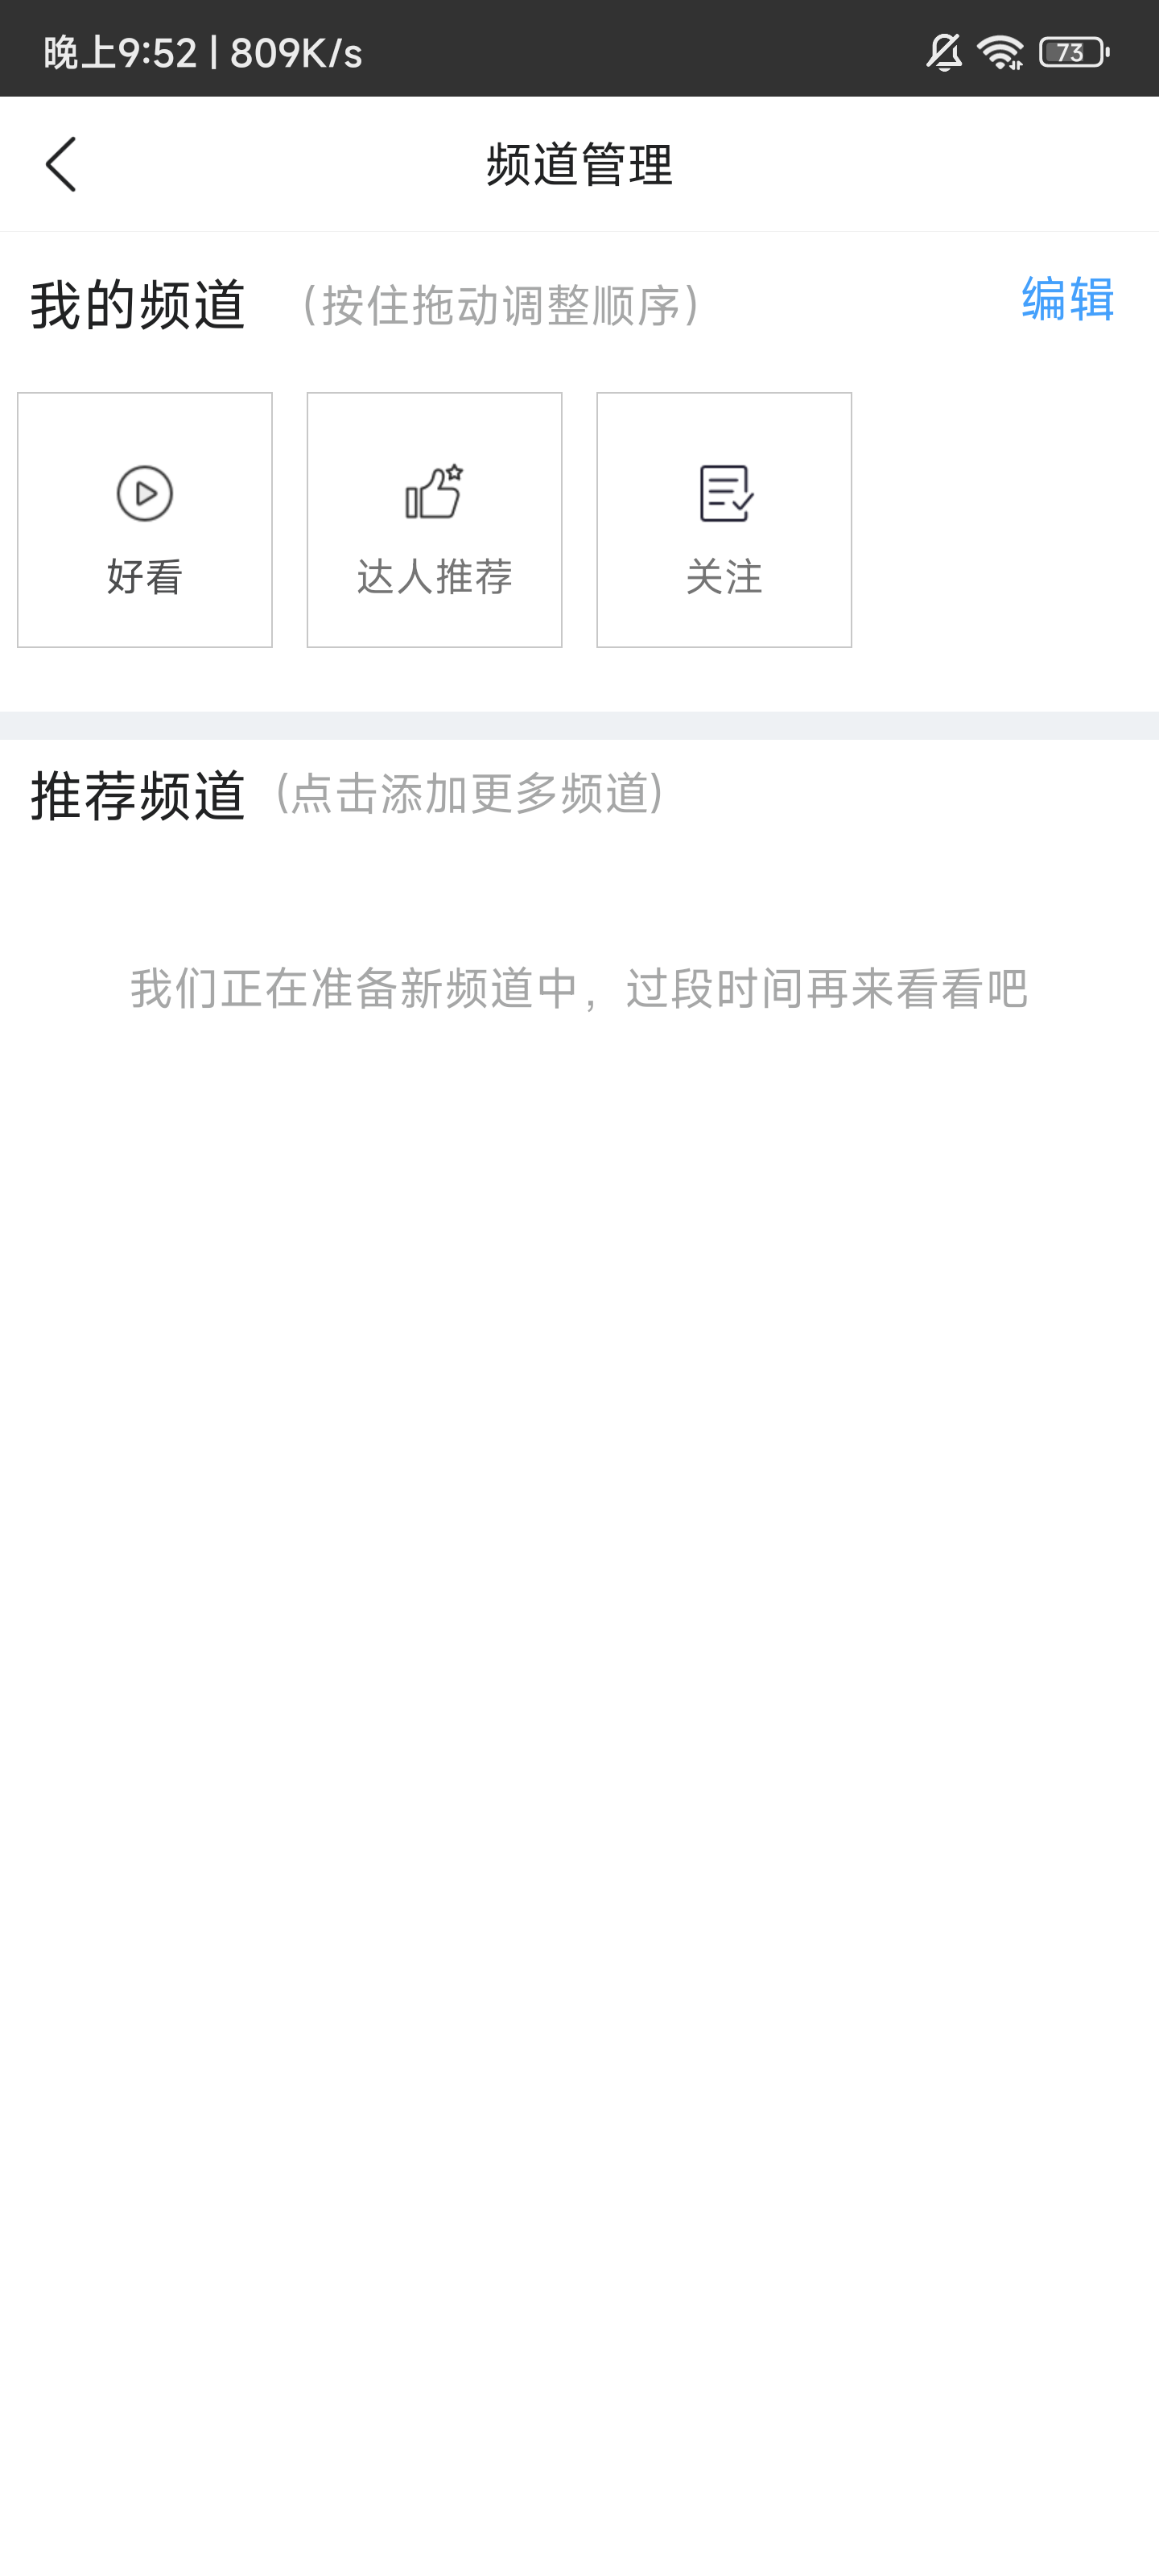 晚上9:52 | 809K/s
73
频道管理
我的频道 (按住拖动调整顺序) 编辑
好看 达人推荐 关注
推荐频道 (点击添加更多频道)
我们正在准备新频道中，过段时间再来看看吧